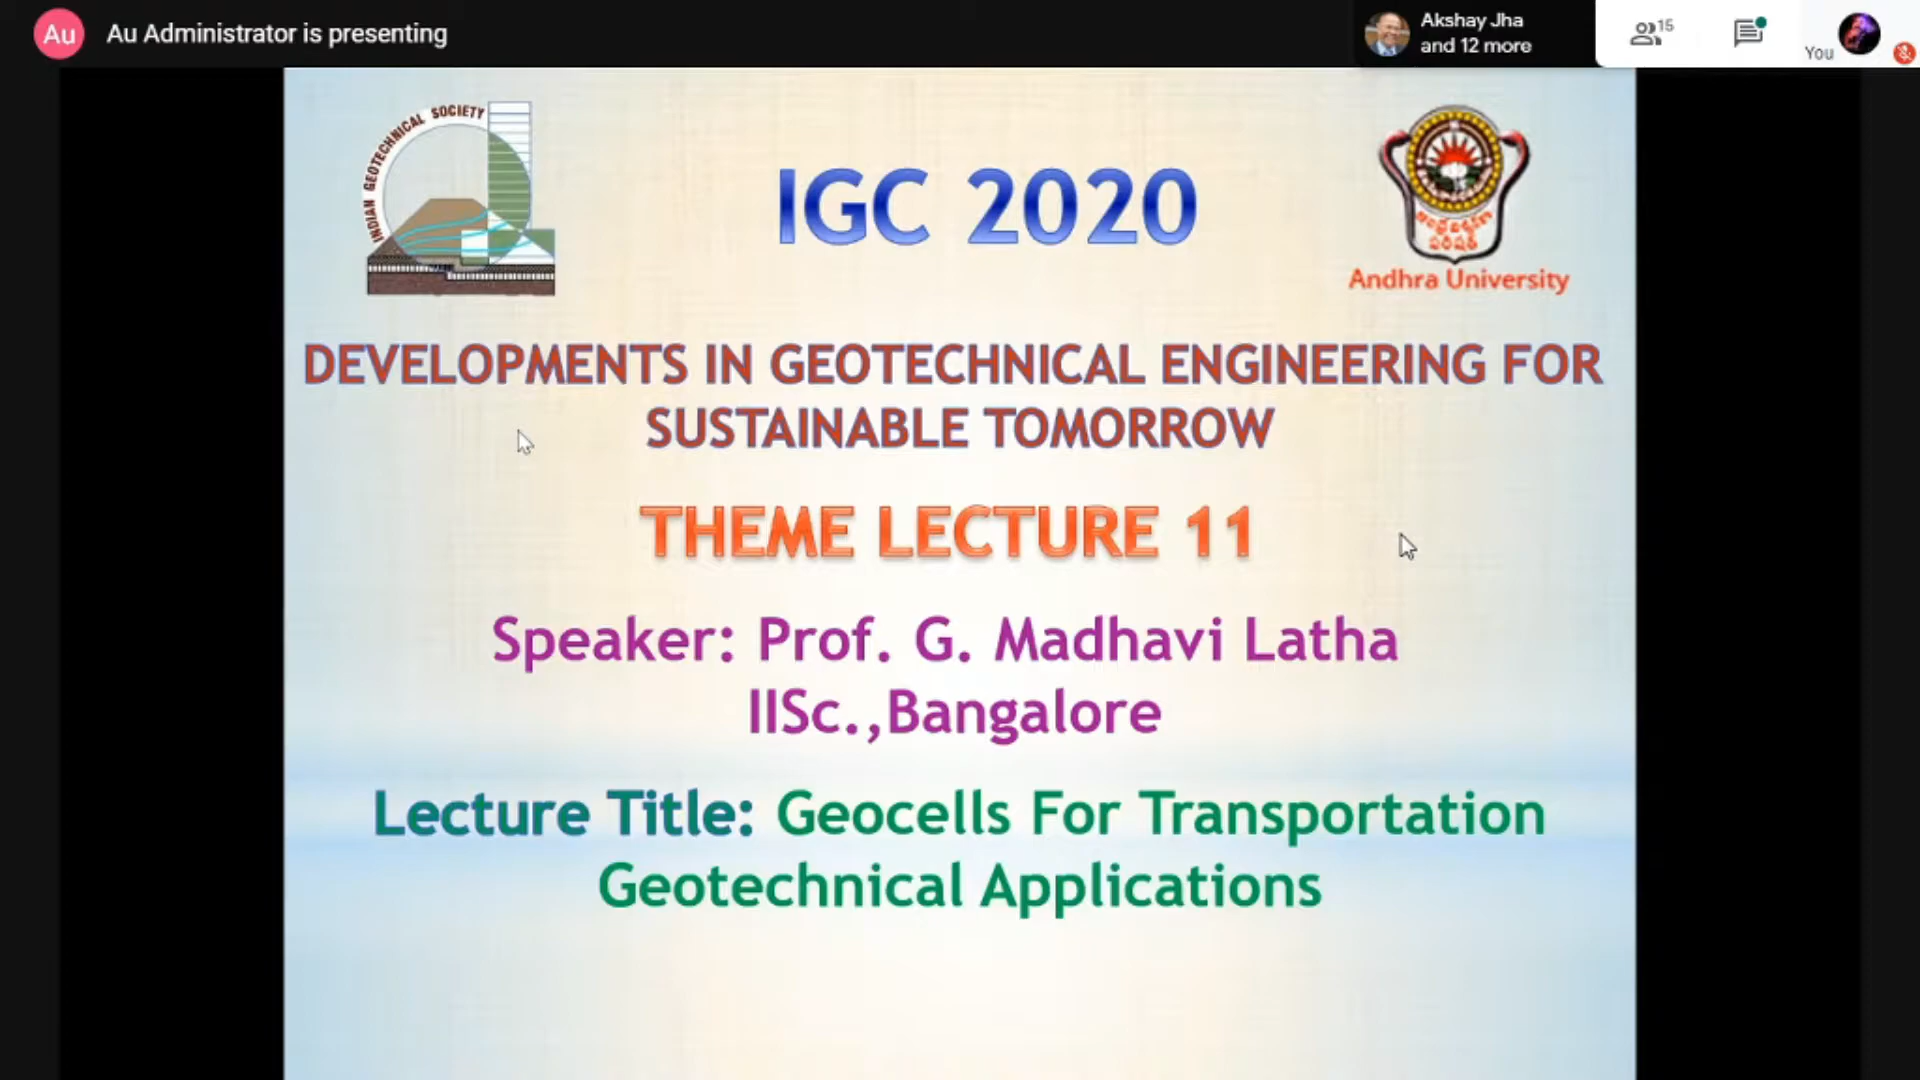 Au
Au Administrator is presenting
Akshay Jha
and 12 more
15
You
INDIAN GEOTECHNICAL SOCIETY
IGC 2020
Andhra University
DEVELOPMENTS IN GEOTECHNICAL ENGINEERING FOR
SUSTAINABLE TOMORROW
THEME LECTURE 11
Speaker: Prof. G. Madhavi Latha
IISc.,Bangalore
Lecture Title: Geocells For Transportation
Geotechnical Applications